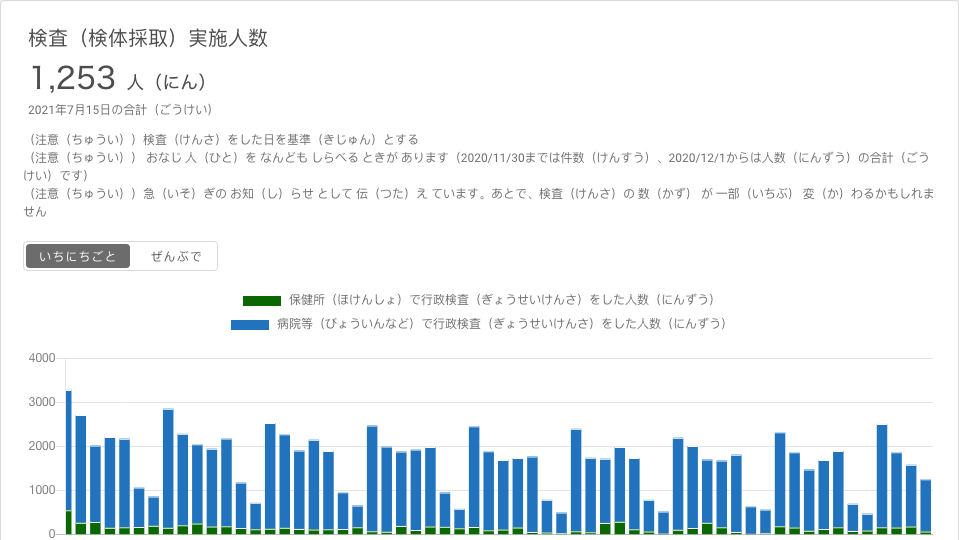 検査（検体採取）実施人数
1,253 人（にん）
2021年7月15日の合計（ごうけい）
（注意（ちゅうい））検査（けんさ）をした日を基準（きじゅん）とする
（注意（ちゅうい）） おなじ 人（ひと）を なんども しらべる ときが あります（2020/11/30までは件数（けんすう）、2020/12/1からは人数（にんずう）の合計（ごう
けい）です）
（注意（ちゅうい））急（いそ）ぎの お知（し）らせ として 伝（つた）え ています。あとで、検査（けんさ）の 数（かず） が 一部（いちぶ） 変（か）わるかもしれま
せん
いちにちごと ぜんぶで
保健所（ほけんしょ）で行政検査（ぎょうせいけんさ）をした人数（にんずう）
病院等（びょういんなど）で行政検査（ぎょうせいけんさ）をした人数（にんずう）
4000
3000
2000
1000
0